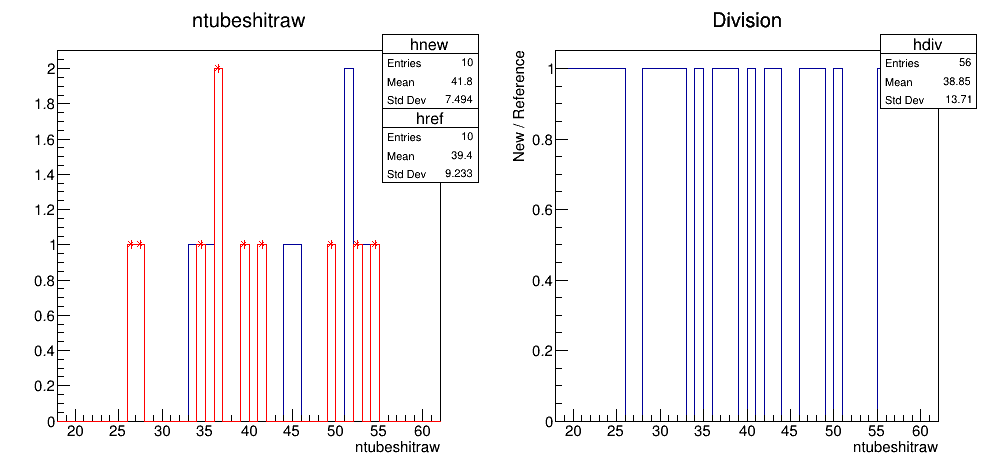 ntubeshitraw
hnew
Entries 10
Mean 41.8
Std Dev 7.494
href
Entries 10
Mean 39.4
Std Dev 9.233
2
1.8
1.6
1.4
1.2
1
0.8
0.6
0.4
0.2
0
20 25 30 35 40 45 50 55 60
ntubeshitraw
Division
hdiv
Entries 56
Mean 38.85
Std Dev 13.71
New / Reference
1
0.8
0.6
0.4
0.2
0
20 25 30 35 40 45 50 55 60
ntubeshitraw